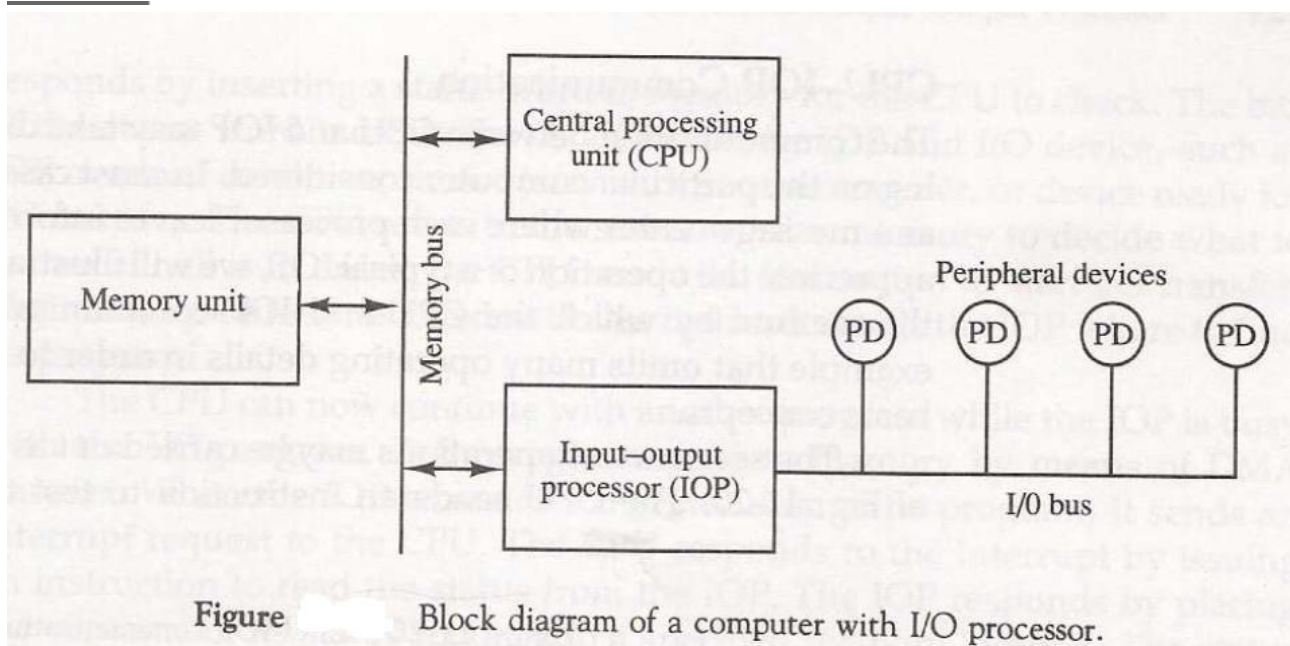 Central processing
unit (CPU)
Memory unit
Memory bus
Peripheral devices
PD PD PD PD
Input–output
processor (IOP)
I/0 bus
Figure Block diagram of a computer with I/O processor.